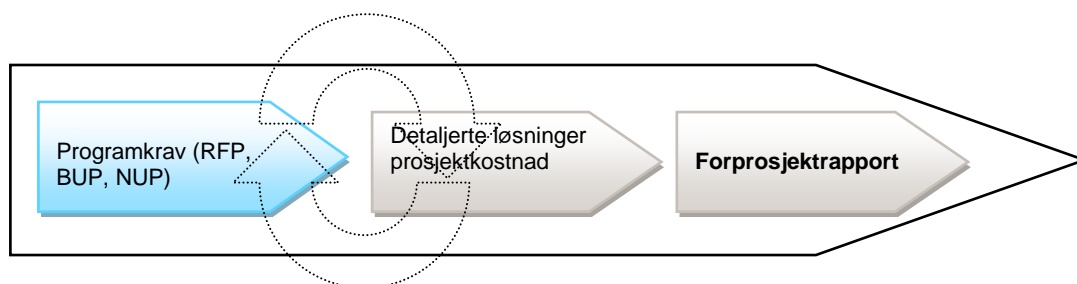 Programkrav (RFP,
BUP, NUP)
Detaljerte løsninger
prosjektkostnad
Forprosjektrapport